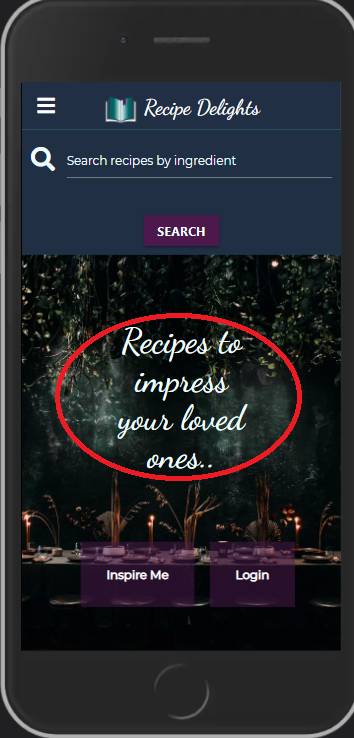 Recipe Delights
Search recipes by ingredient
SEARCH
Recipes to
impress
your loved
ones..
Inspire Me
Login